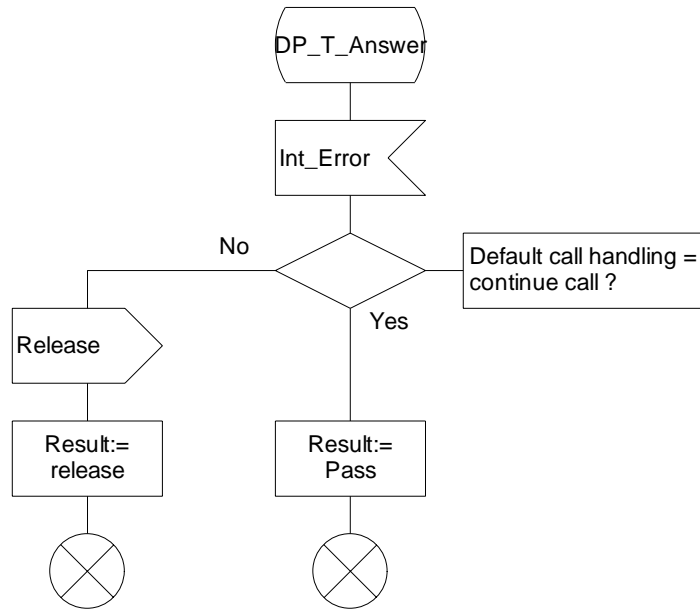 DP_T_Answer
Int_Error
No
Default call handling =
continue call ?
Yes
Release
Result:=
release
Result:=
Pass